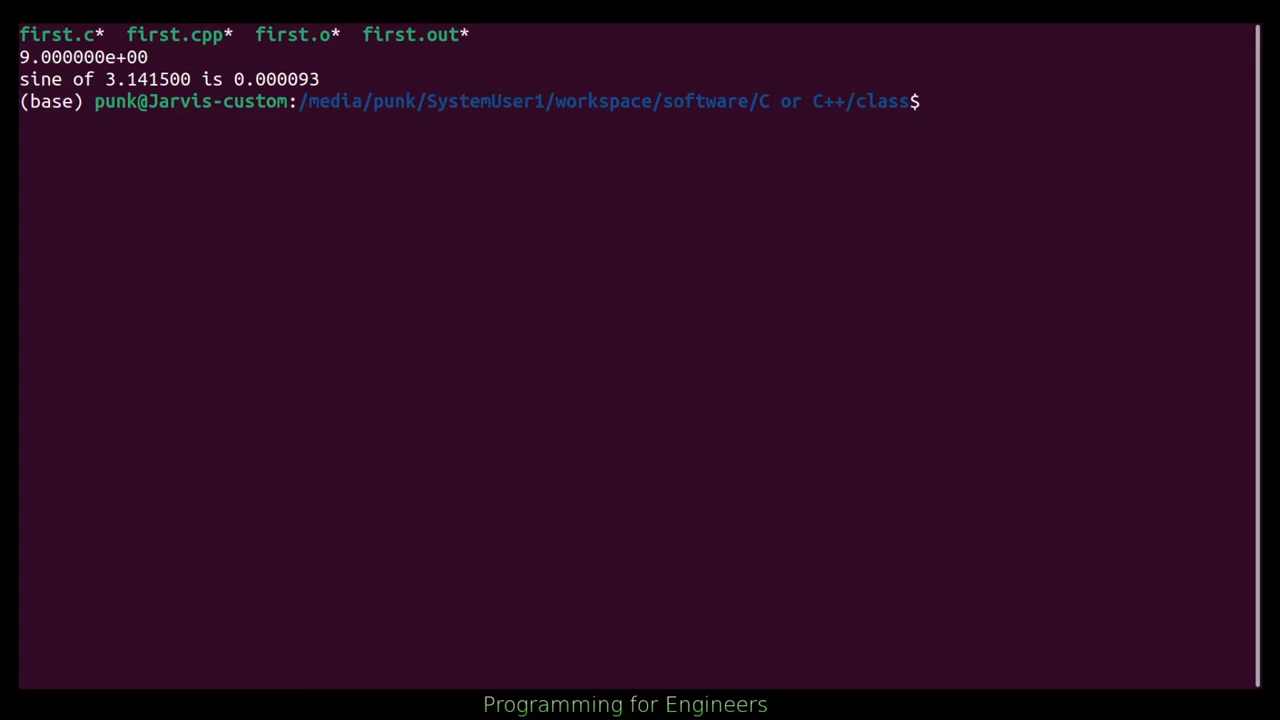 first.c*  first.cpp*  first.o*  first.out*
9.000000e+00
sine of 3.141500 is 0.000093
(base) punk@Jarvis-custom:/media/punk/SystemUser1/workspace/software/C or C++/class$
Programming for Engineers